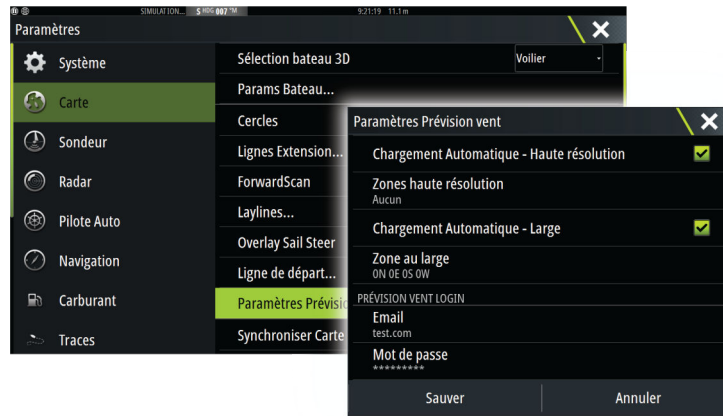 SIMULATION... S HDG 007 °M 9:21:19 11.1 m
Paramètres
Système
Carte
Sondeur
Radar
Pilote Auto
Navigation
Carburant
Traces
Sélection bateau 3D Voilier
Params Bateau...
Cercles
Lignes Extension...
ForwardScan
Laylines...
Overlay Sail Steer
Ligne de départ...
Paramètres Prévisio
Synchroniser Carte
Paramètres Prévision vent
Chargement Automatique - Haute résolution
Zones haute résolution
Aucun
Chargement Automatique - Large
Zone au large
0N 0E 0S 0W
PRÉVISION VENT LOGIN
Email
test.com
Mot de passe
*********
Sauver Annuler